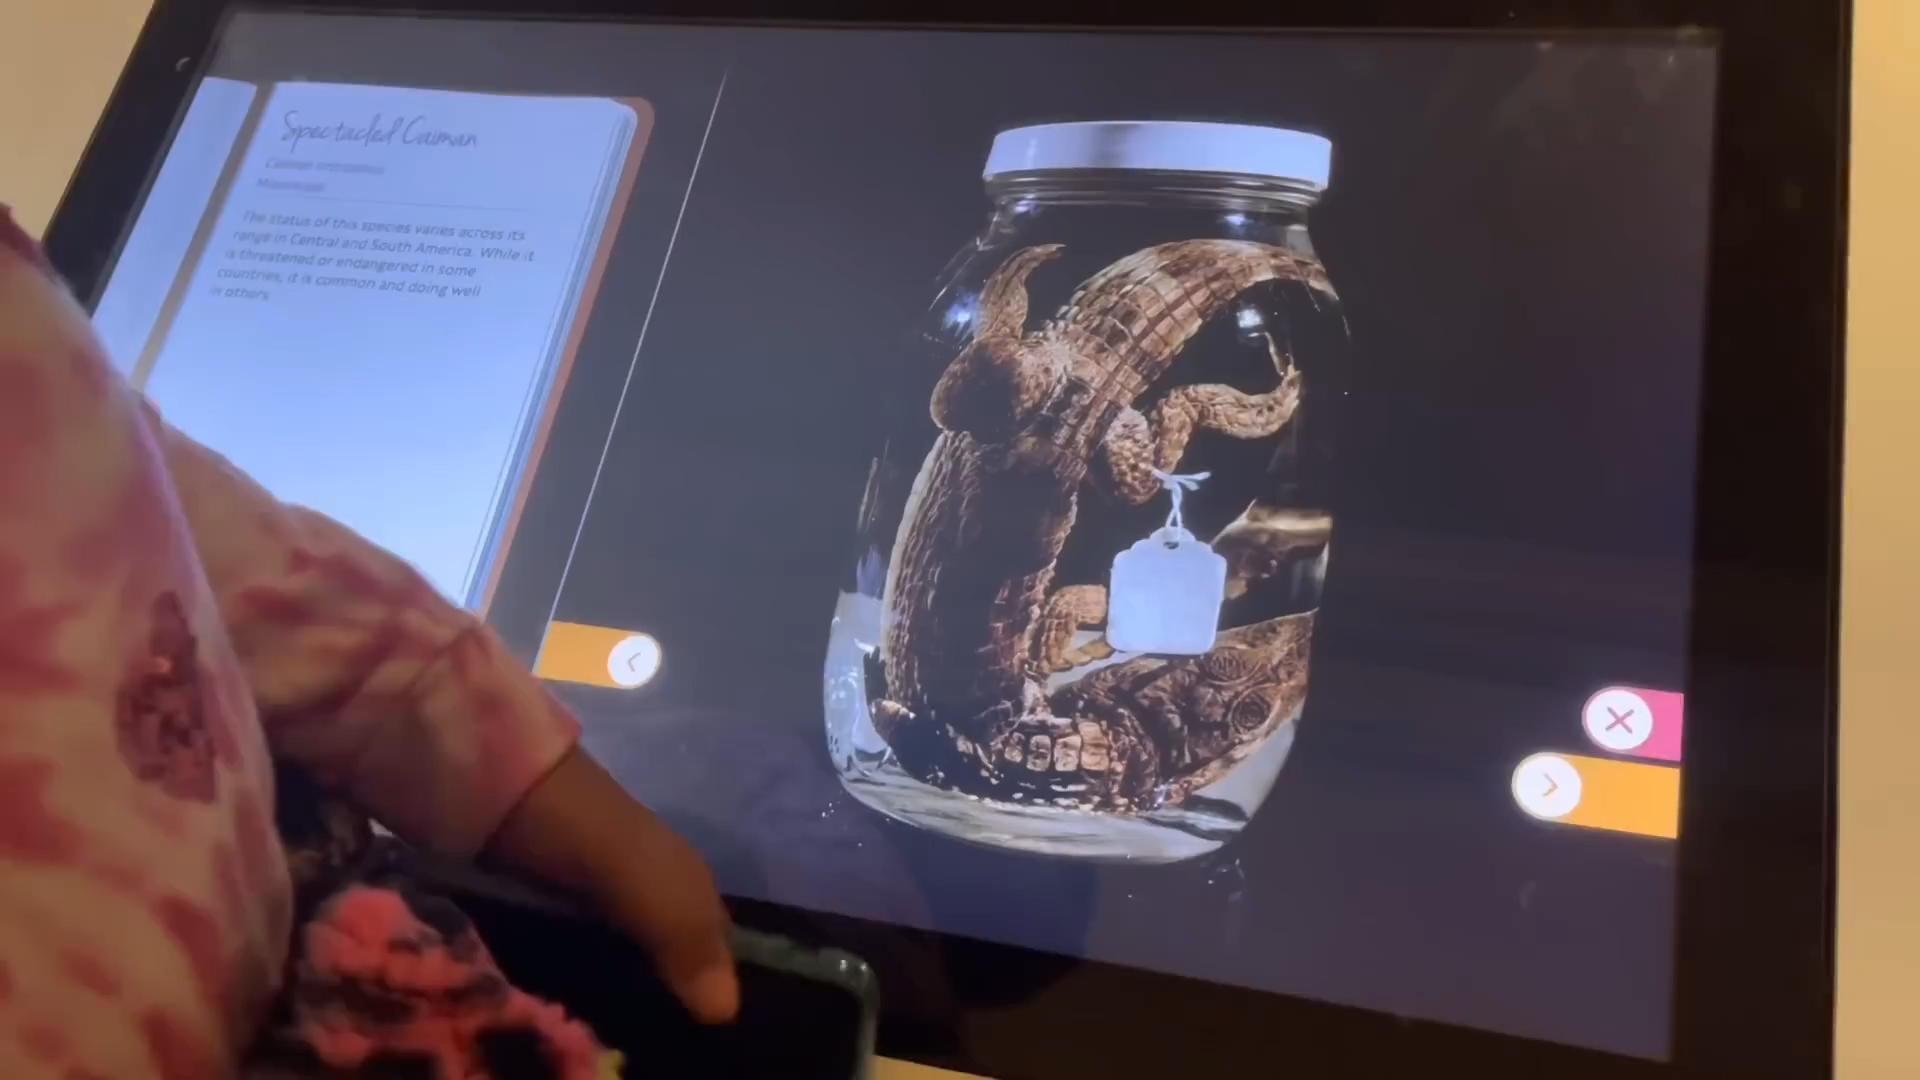 Spectacled Caiman
The status of this species varies across its
range in Central and South America. While it
is threatened or endangered in some
countries, it is common and doing well
in others